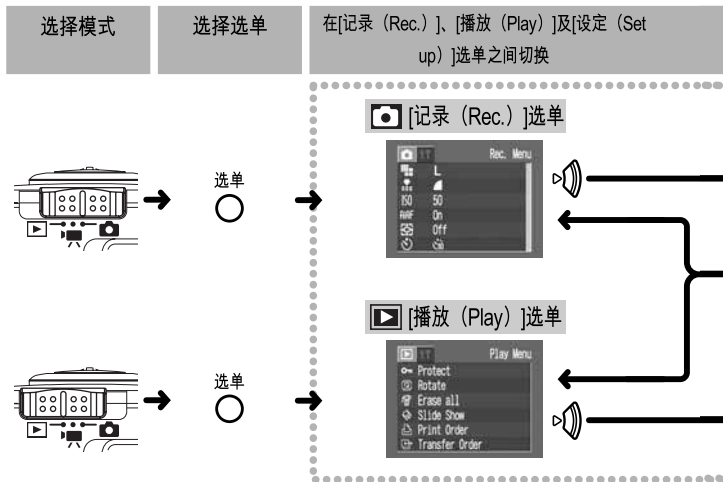 选择模式
选择选单
在[记录（Rec.）]、[播放（Play）]及[设定（Set
up）]选单之间切换
[记录（Rec.）]选单
Rec. Menu
L
ISO 50
AiAF On
Off
选单
[播放（Play）]选单
Play Menu
Protect
Rotate
Erase all
Slide Show
Print Order
Transfer Order
选单